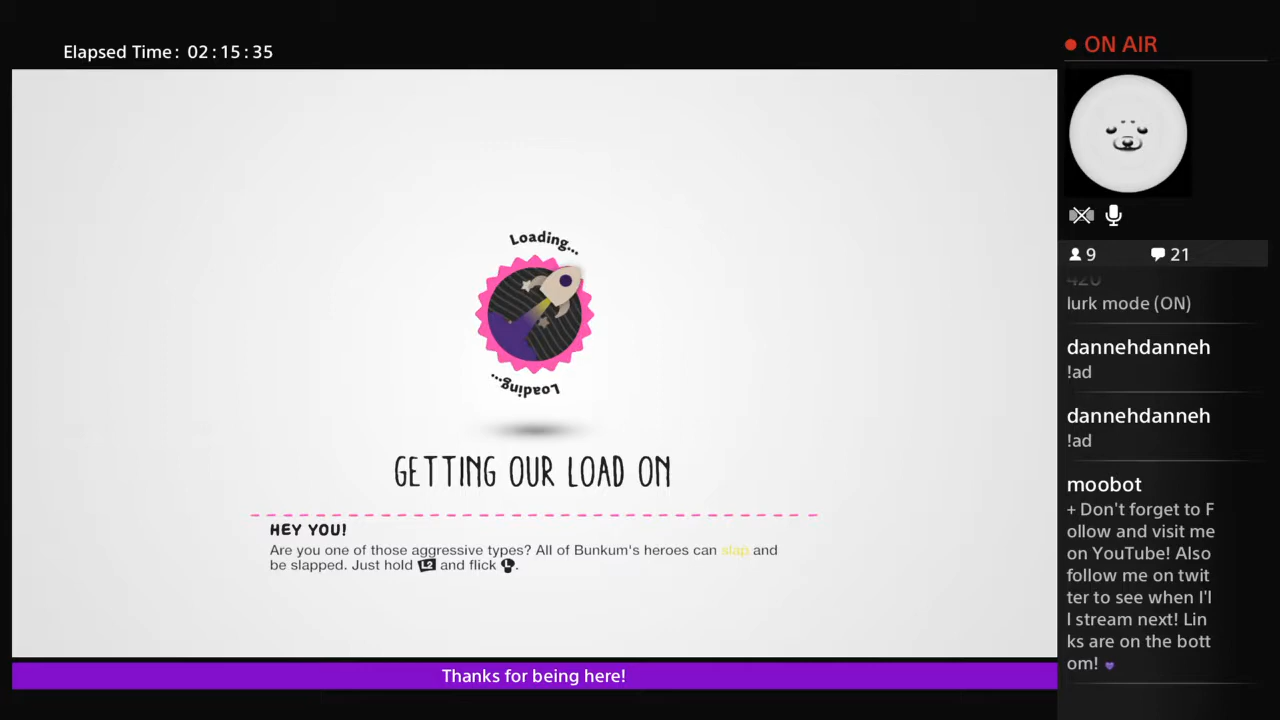 Elapsed Time: 02:15:35
ON AIR
9
21
Loading...
Loading...
GETTING OUR LOAD ON
HEY YOU!
Are you one of those aggressive types? All of Bunkum's heroes can slap and
be slapped. Just hold L2 and flick L.
Thanks for being here!
420
lurk mode (ON)
dannehdanneh
!ad
dannehdanneh
!ad
moobot
+ Don't forget to F
ollow and visit me
on YouTube! Also
follow me on twit
ter to see when I'l
l stream next! Lin
ks are on the bott
om!